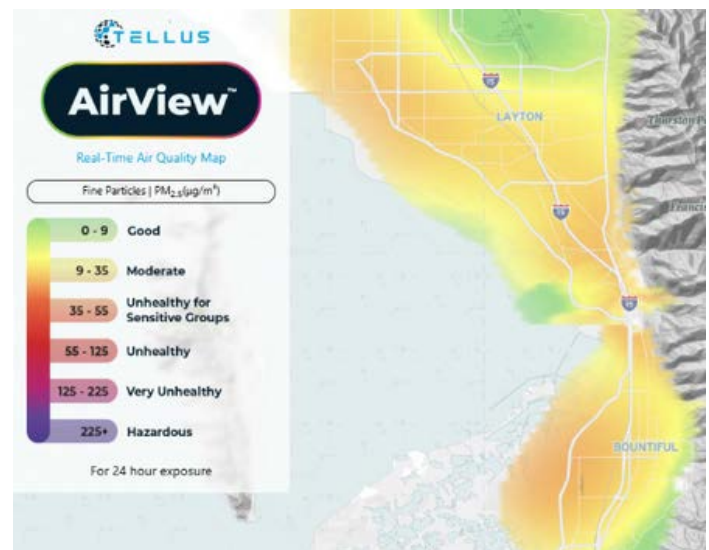 TELLUS
AirView™
Real-Time Air Quality Map
Fine Particles | PM2.5(µg/m³)
0 - 9 Good
9 - 35 Moderate
35 - 55 Unhealthy for
Sensitive Groups
55 - 125 Unhealthy
125 - 225 Very Unhealthy
225+ Hazardous
For 24 hour exposure
LAYTON
Thurston
Francis
BOUNTIFUL